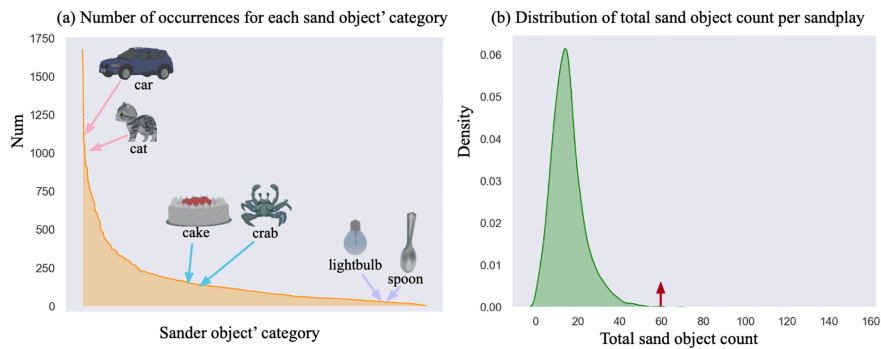 (a) Number of occurrences for each sand object' category
1750
1500
1250
1000
750
500
250
0
Num
car
cat
cake
crab
lightbulb
spoon
Sander object' category
(b) Distribution of total sand object count per sandplay
0.06
0.05
0.04
0.03
0.02
0.01
0.00
Density
0 20 40 60 80 100 120 140 160
Total sand object count